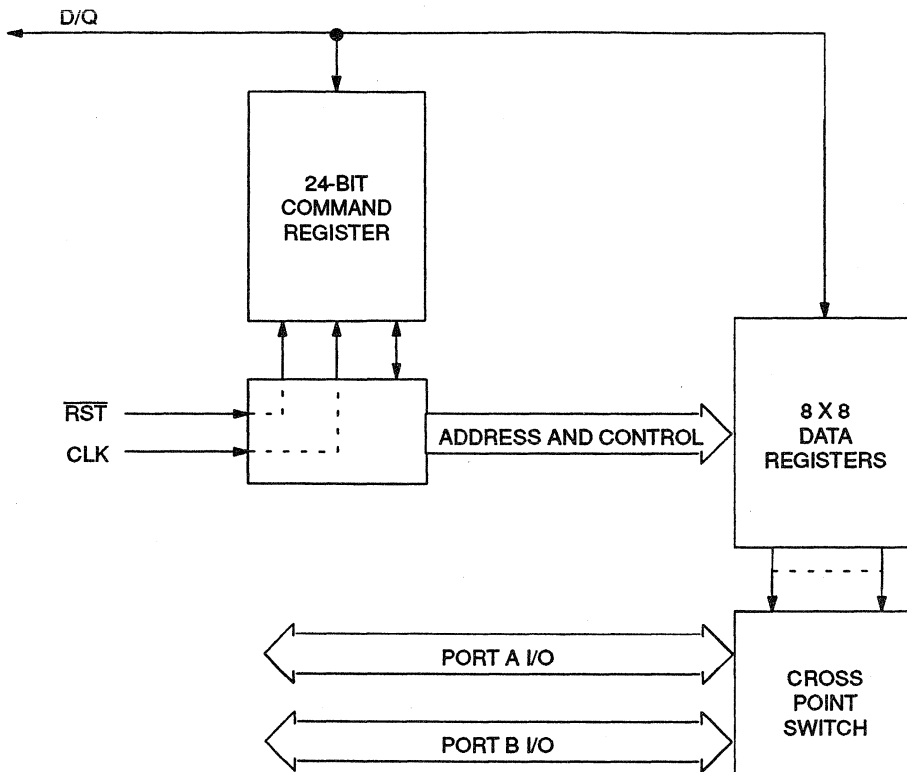 D/Q
24-BIT
COMMAND
REGISTER
RST
CLK
ADDRESS AND CONTROL
8 X 8
DATA
REGISTERS
PORT A I/O
PORT B I/O
CROSS
POINT
SWITCH